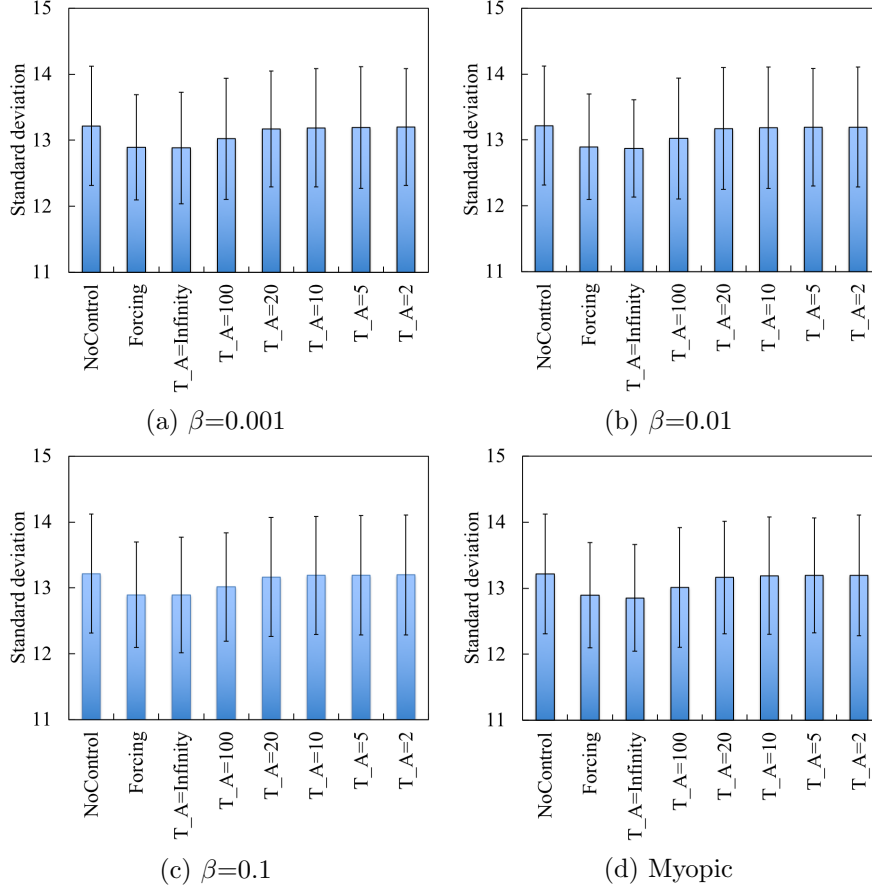 15
14
13
12
11
Standard deviation
NoControl
Forcing
T_A=Infinity
T_A=100
T_A=20
T_A=10
T_A=5
T_A=2
(a) β=0.001
15
14
13
12
11
Standard deviation
NoControl
Forcing
T_A=Infinity
T_A=100
T_A=20
T_A=10
T_A=5
T_A=2
(b) β=0.01
15
14
13
12
11
Standard deviation
NoControl
Forcing
T_A=Infinity
T_A=100
T_A=20
T_A=10
T_A=5
T_A=2
(c) β=0.1
15
14
13
12
11
Standard deviation
NoControl
Forcing
T_A=Infinity
T_A=100
T_A=20
T_A=10
T_A=5
T_A=2
(d) Myopic